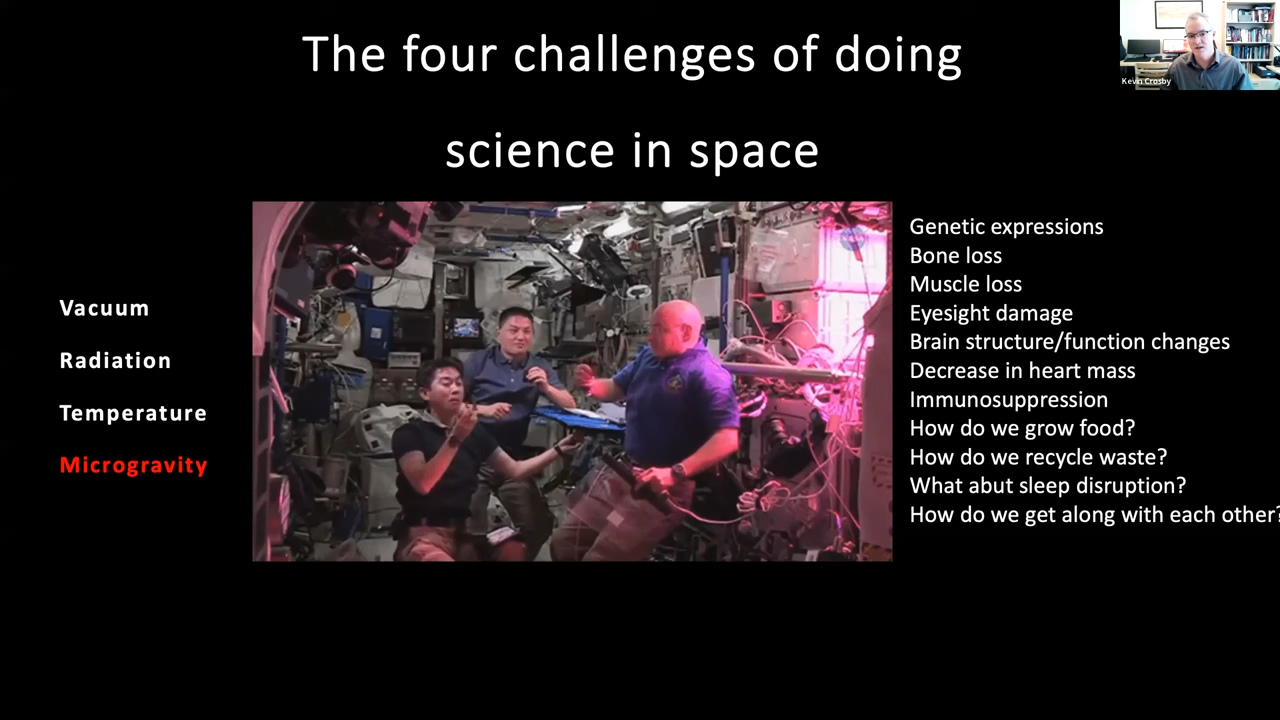 The four challenges of doing
science in space
Kevin Crosby
Vacuum
Radiation
Temperature
Microgravity
Genetic expressions
Bone loss
Muscle loss
Eyesight damage
Brain structure/function changes
Decrease in heart mass
Immunosuppression
How do we grow food?
How do we recycle waste?
What abut sleep disruption?
How do we get along with each other?